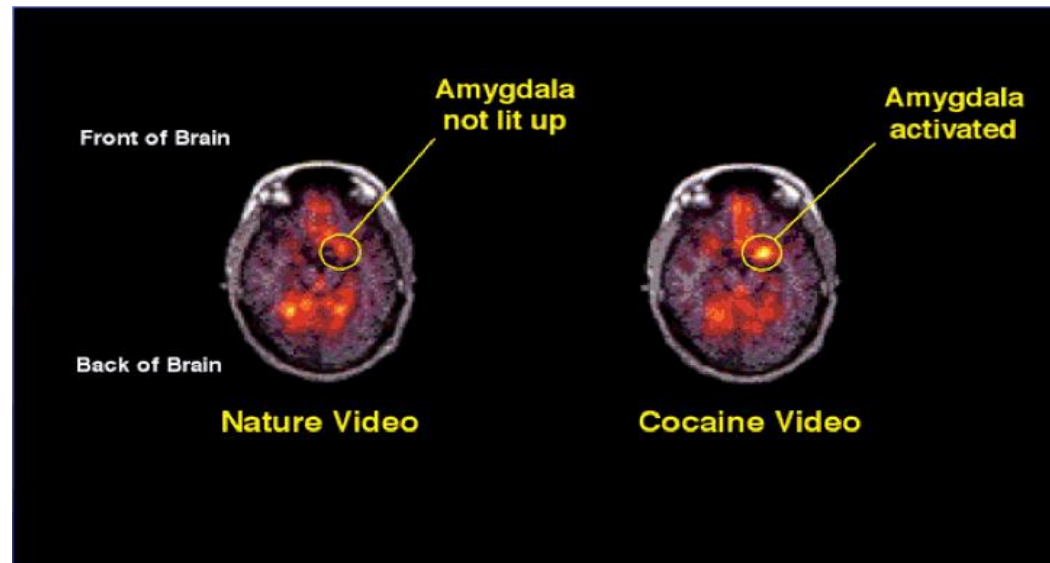 Amygdala
not lit up
Amygdala
activated
Front of Brain
Back of Brain
Nature Video
Cocaine Video